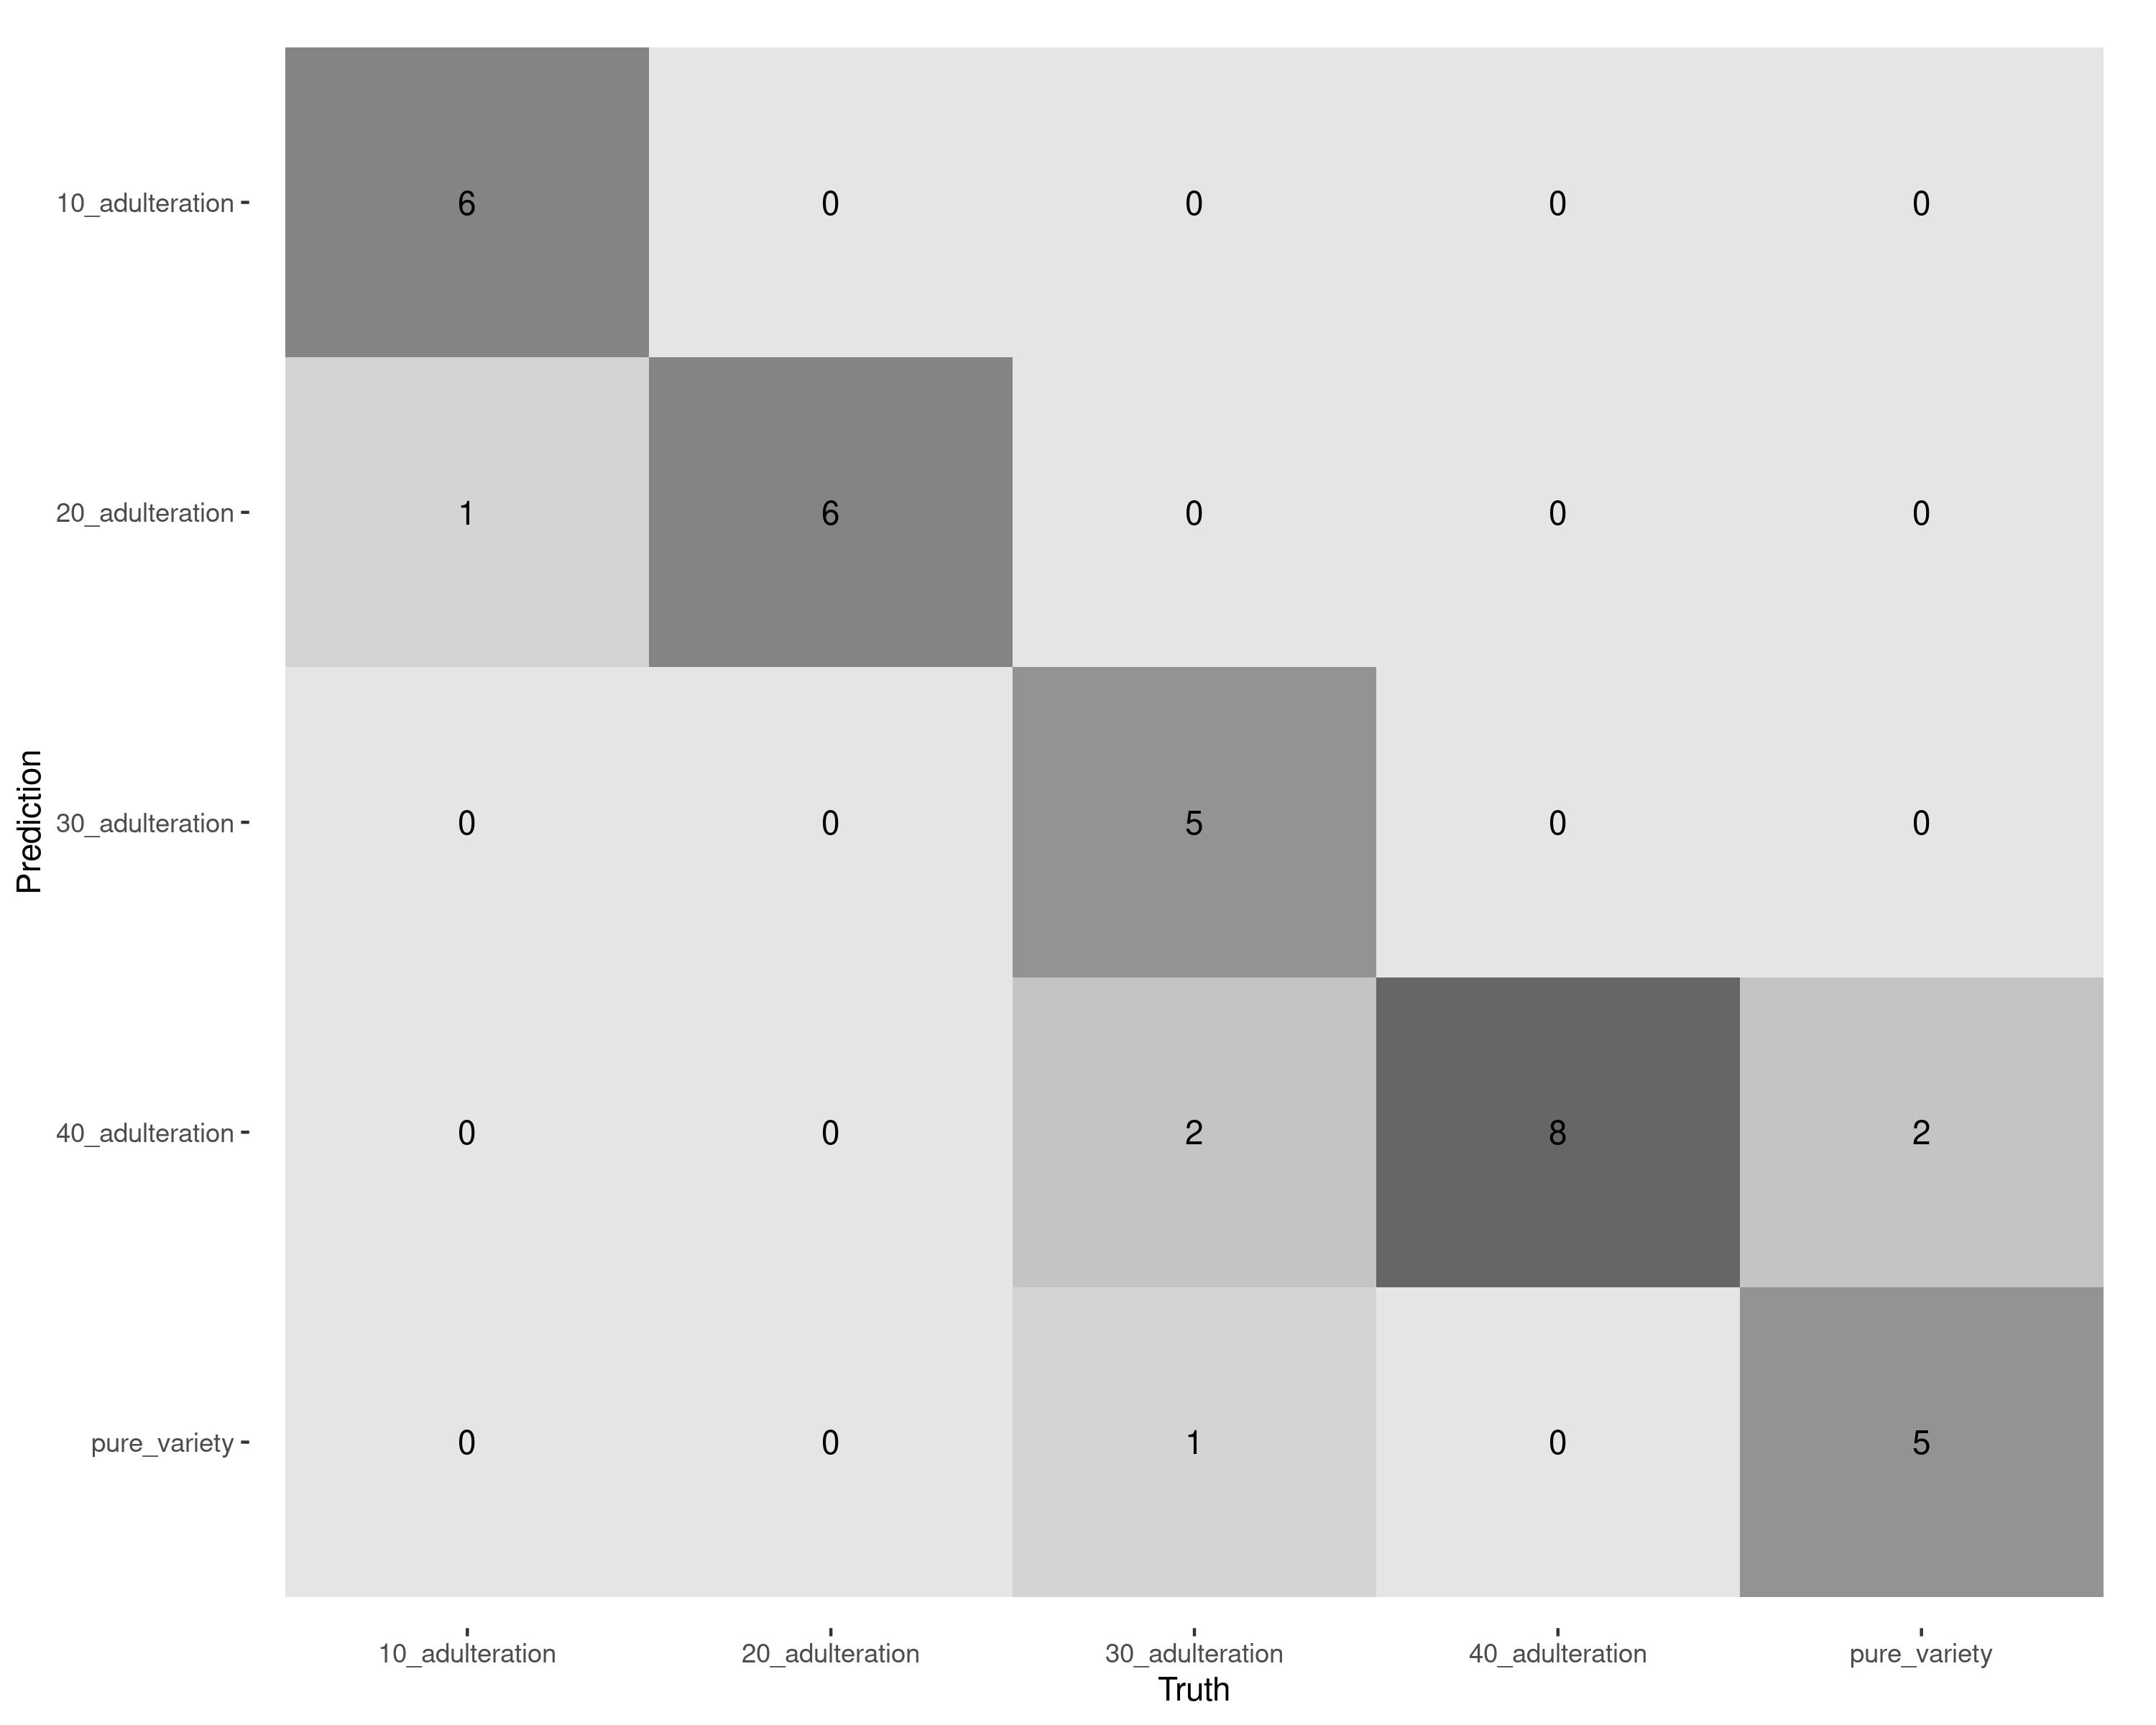 Prediction
10_adulteration 6 0 0 0 0
20_adulteration 1 6 0 0 0
30_adulteration 0 0 5 0 0
40_adulteration 0 0 2 8 2
pure_variety 0 0 1 0 5
10_adulteration 20_adulteration 30_adulteration 40_adulteration pure_variety
Truth